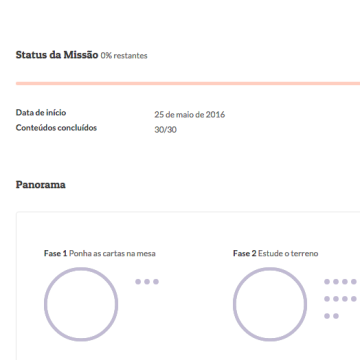 Status da Missão 0% restantes
Data de início 25 de maio de 2016
Conteúdos concluídos 30/30
Panorama
Fase 1 Ponha as cartas na mesa Fase 2 Estude o terreno